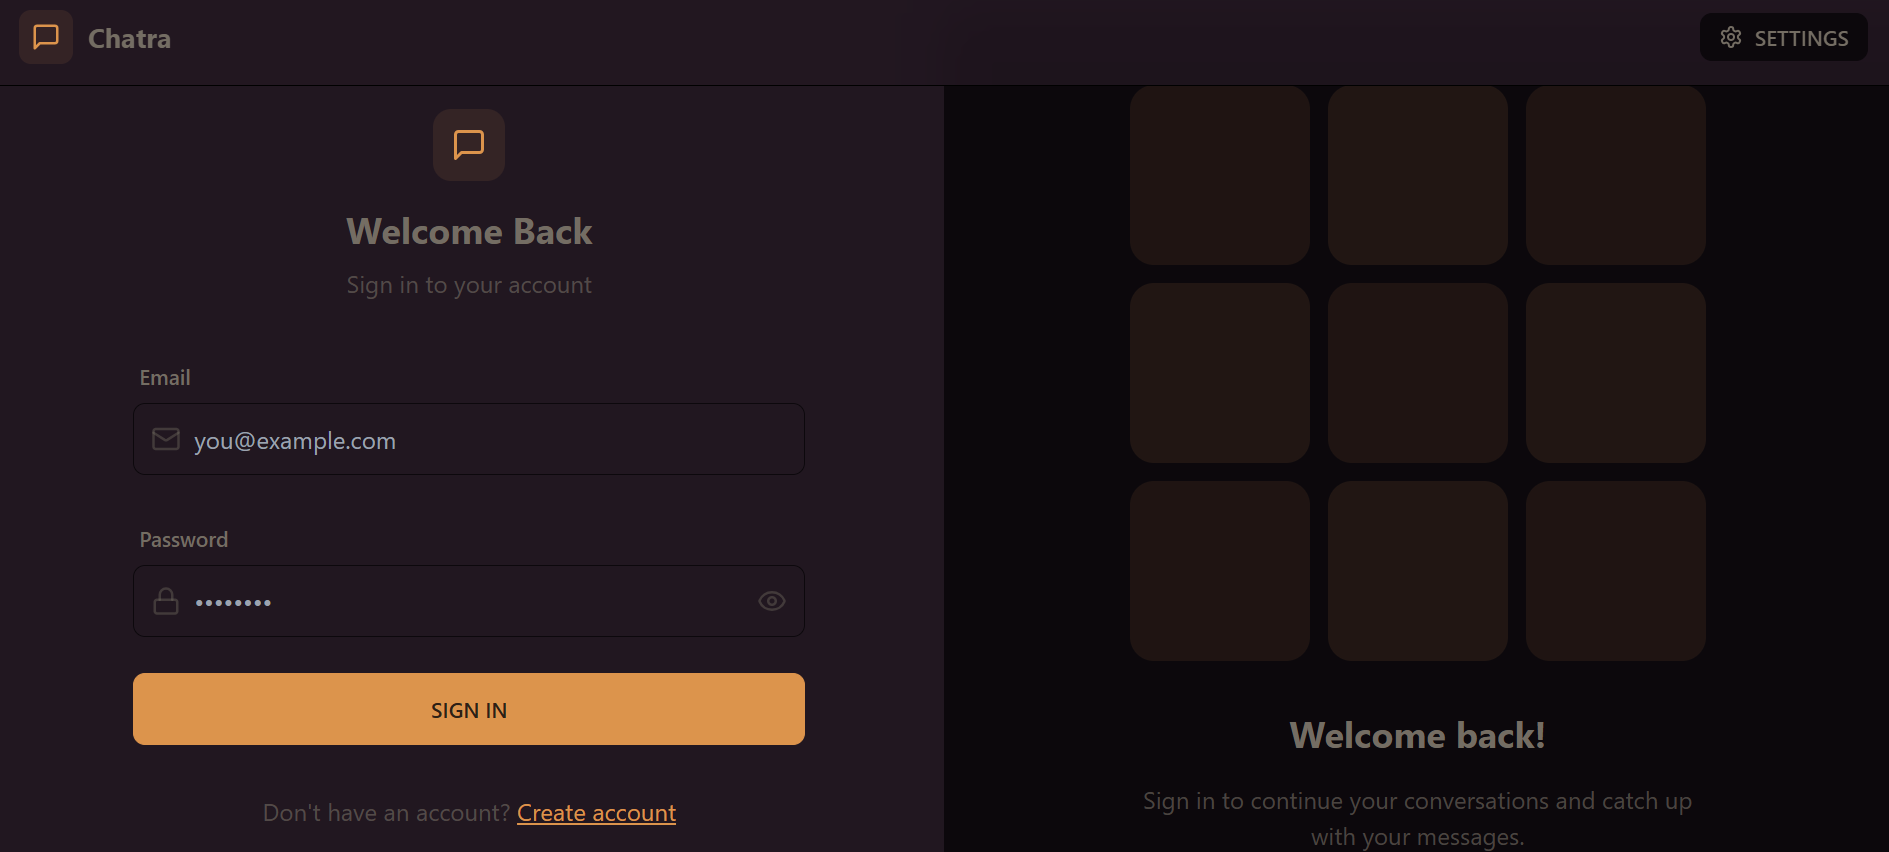 Chatra
SETTINGS
Welcome Back
Sign in to your account
Email
you@example.com
Password
••••••••
SIGN IN
Don't have an account? Create account
Welcome back!
Sign in to continue your conversations and catch up
with your messages.